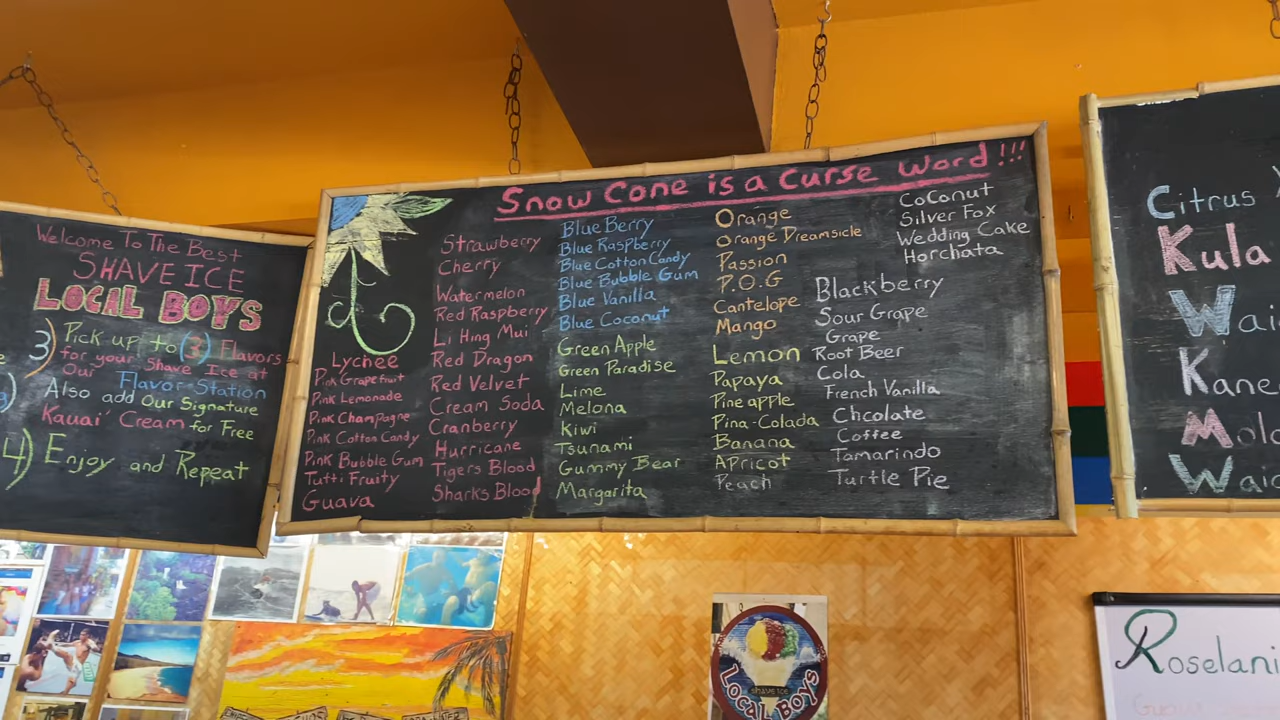 Welcome To The Best
SHAVE ICE
LOCAL BOYS
3) Pick up to (3) Flavors
for your Shave Ice at
Our Flavor Station
Also add Our Signature
Kauai' Cream for Free
4) Enjoy and Repeat
Snow Cone is a Curse Word!!!
Lychee
Pink Grapefruit
Pink Lemonade
Pink Champagne
Pink Cotton Candy
Pink Bubble Gum
Tutti Fruity
Guava
Strawberry
Cherry
Watermelon
Red Raspberry
Li Hing Mui
Red Dragon
Red Velvet
Cream Soda
Cranberry
Hurricane
Tigers Blood
Sharks Blood
Blue Berry
Blue Raspberry
Blue Cotton Candy
Blue Bubble Gum
Blue Vanilla
Blue Coconut
Green Apple
Green Paradise
Lime
Melona
Kiwi
Tsunami
Gummy Bear
Margarita
Orange
Orange Dreamsicle
Passion
P.O.G
Cantelope
Mango
Lemon
Papaya
Pineapple
Pina-Colada
Banana
Apricot
Peach
Coconut
Silver Fox
Wedding Cake
Horchata
Blackberry
Sour Grape
Grape
Root Beer
Cola
French Vanilla
Chcolate
Coffee
Tamarindo
Turtle Pie
Citrus
Kula
Wai
Kane
Mol
Wai
Roselani
LOCAL BOYS
shave ice